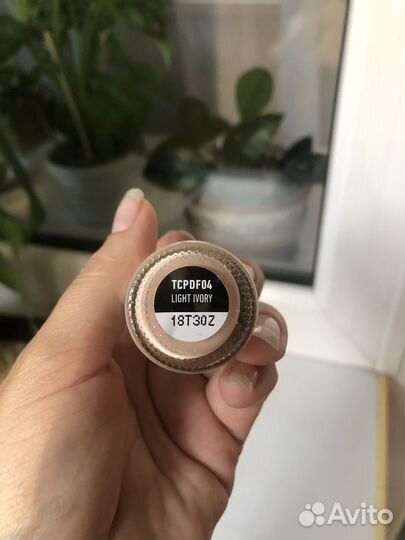 TCPDF04
LIGHT IVORY
18T30Z
Avito